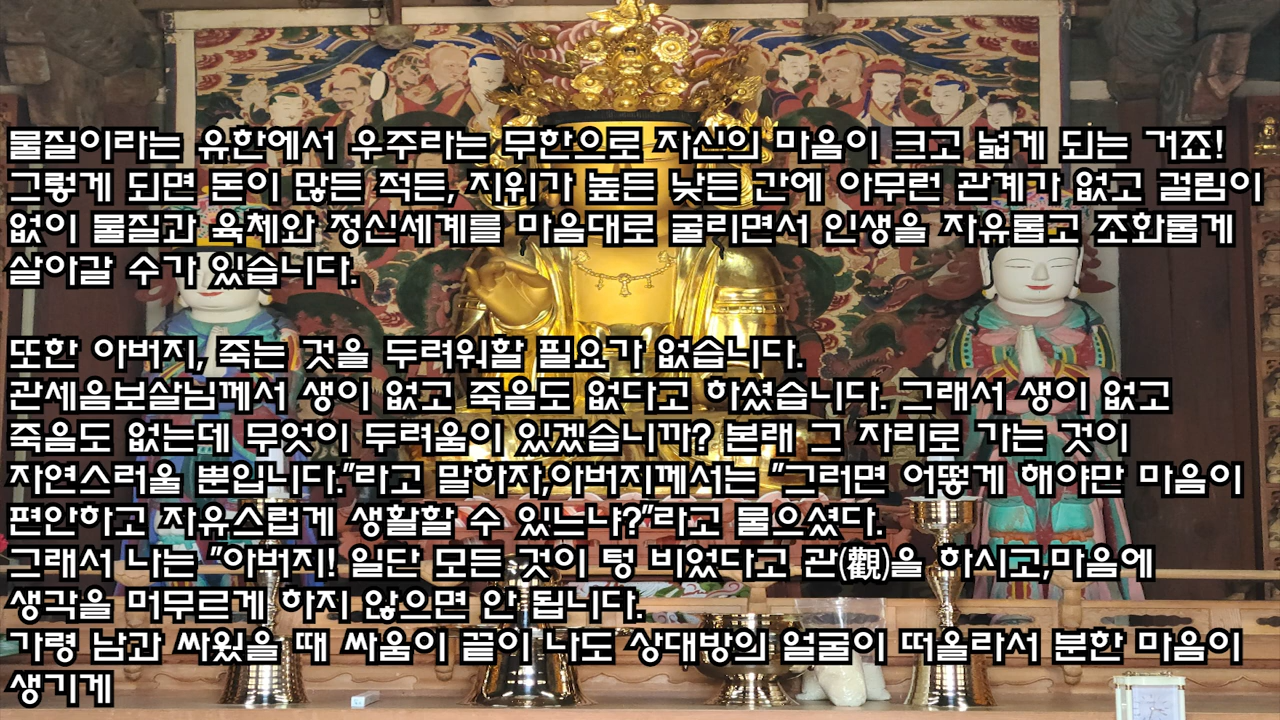 물질이라는 유한에서 우주라는 무한으로 자신의 마음이 크고 넓게 되는 거죠!
그렇게 되면 돈이 많든 적든, 지위가 높든 낮든 간에 아무런 관계가 없고 걸림이
없이 물질과 육체와 정신세계를 마음대로 굴리면서 인생을 자유롭고 조화롭게
살아갈 수가 있습니다.
또한 아버지, 죽는 것을 두려워할 필요가 없습니다.
관세음보살님께서 생이 없고 죽음도 없다고 하셨습니다. 그래서 생이 없고
죽음도 없는데 무엇이 두려움이 있겠습니까? 본래 그 자리로 가는 것이
자연스러울 뿐입니다."라고 말하자,아버지께서는 "그러면 어떻게 해야만 마음이
편안하고 자유스럽게 생활할 수 있느냐?"라고 물으셨다.
그래서 나는 "아버지! 일단 모든 것이 텅 비었다고 관(觀)을 하시고,마음에
생각을 머무르게 하지 않으면 안 됩니다.
가령 남과 싸웠을 때 싸움이 끝이 나도 상대방의 얼굴이 떠올라서 분한 마음이
생기게